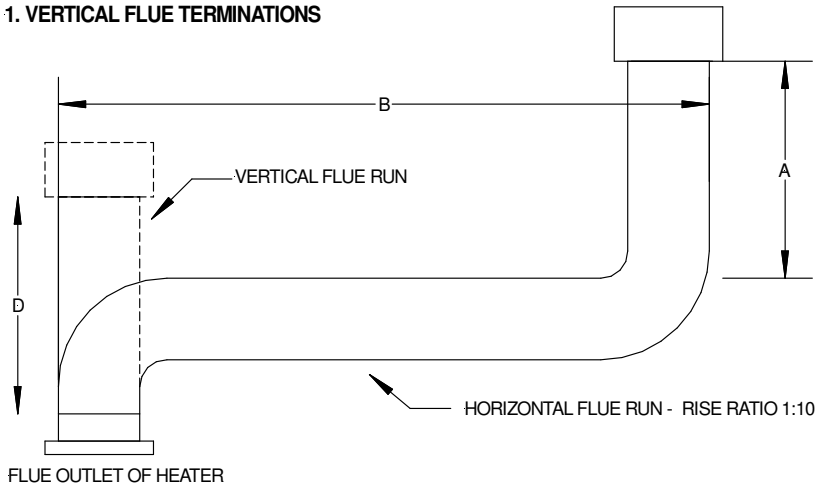 1. VERTICAL FLUE TERMINATIONS
B
A
VERTICAL FLUE RUN
D
HORIZONTAL FLUE RUN - RISE RATIO 1:10
FLUE OUTLET OF HEATER